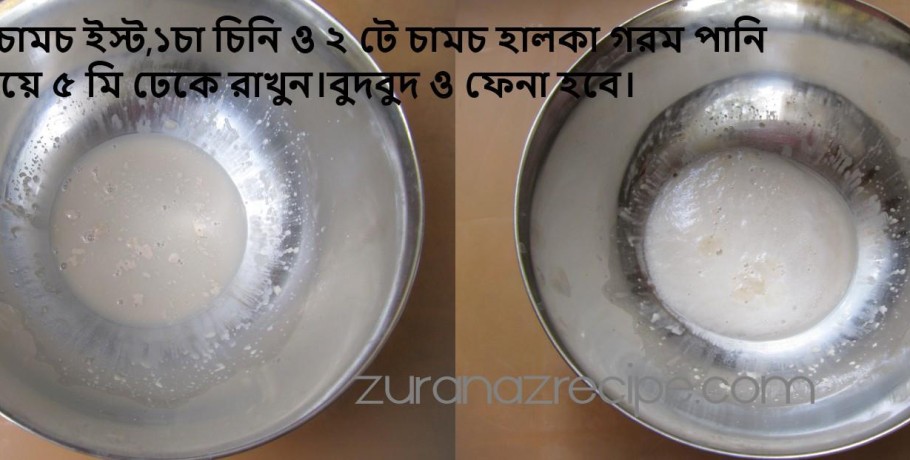 চামচ ইস্ট,১চা চিনি ও ২ টে চামচ হালকা গরম পানি
য়ে ৫ মি ঢেকে রাখুন।বুদবুদ ও ফেনা হবে।
zuranazrecipe.com